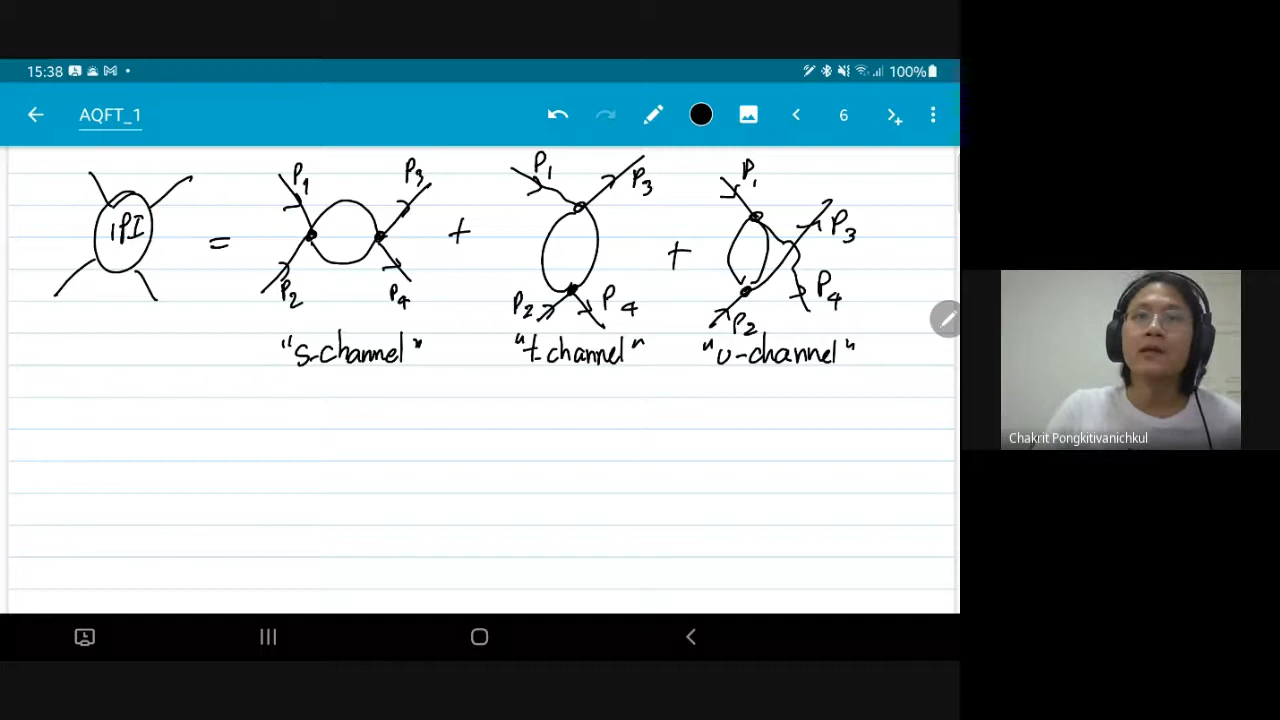 15:38
100%
AQFT_1
6
P1 P3 P1 P3 P1 P3
1PI = + +
P2 P4 P2 P4 P2 P4
"s-channel" "t-channel" "u-channel"
Chakrit Pongkitivanichkul